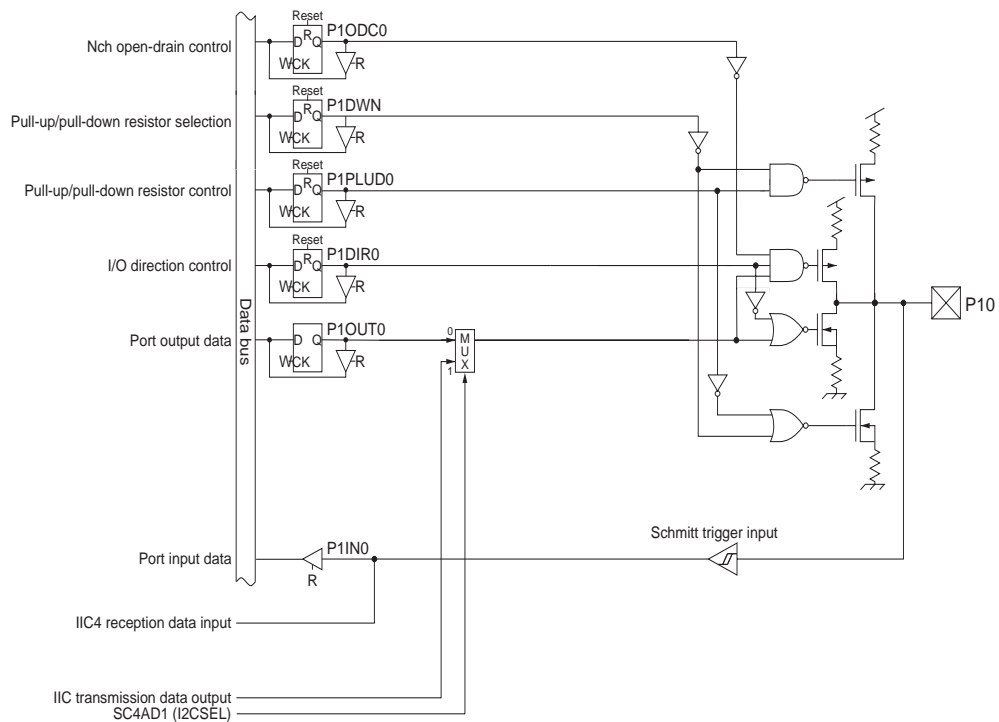 Reset
Nch open-drain control
D R Q
P1ODC0
WCK
R
Reset
Pull-up/pull-down resistor selection
D R Q
P1DWN
WCK
R
Reset
Pull-up/pull-down resistor control
D R Q
P1PLUD0
WCK
R
Reset
I/O direction control
D R Q
P1DIR0
WCK
R
Data bus
P10
Port output data
D Q
P1OUT0
WCK
R
0
MUX
1
Schmitt trigger input
Port input data
P1IN0
R
IIC4 reception data input
IIC transmission data output
SC4AD1 (I2CSEL)